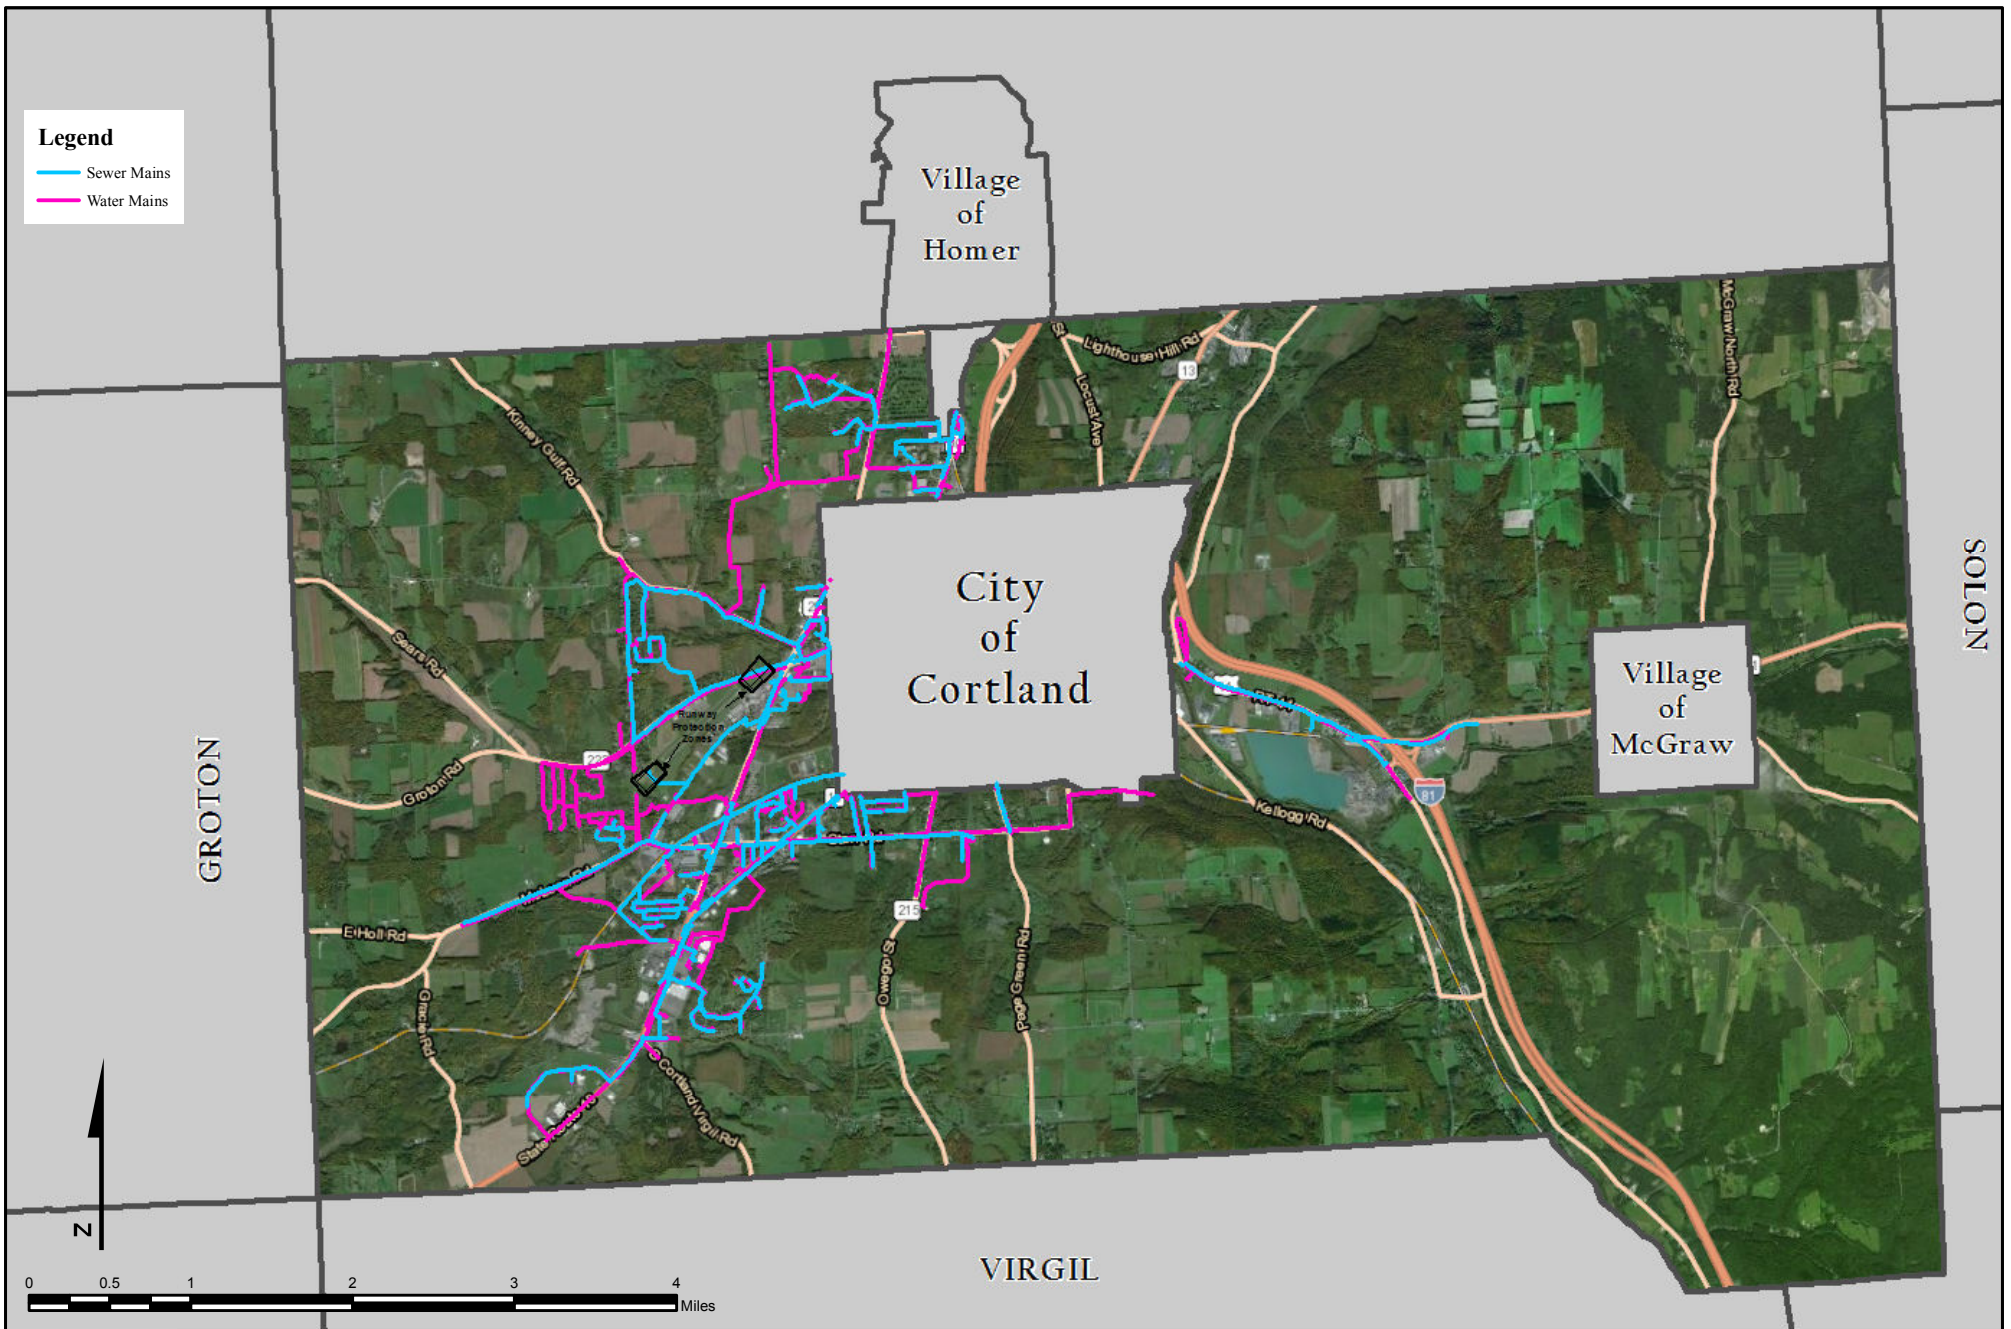 Legend
Sewer Mains
Water Mains
Village
of
Homer
St
Lighthouse Hill Rd
13
Locust Ave
McGraw North Rd
Kinney Gulf Rd
City
of
Cortland
SOLON
Sears Rd
Village
of
McGraw
Runway
Protection
Zones
GROTON
Groton Rd
81
Kellogg Rd
215
E Holl Rd
Owego St
Page Green Rd
Glacier Rd
S Cortland Virgil Rd
VIRGIL
N
0 0.5 1 2 3 4
Miles